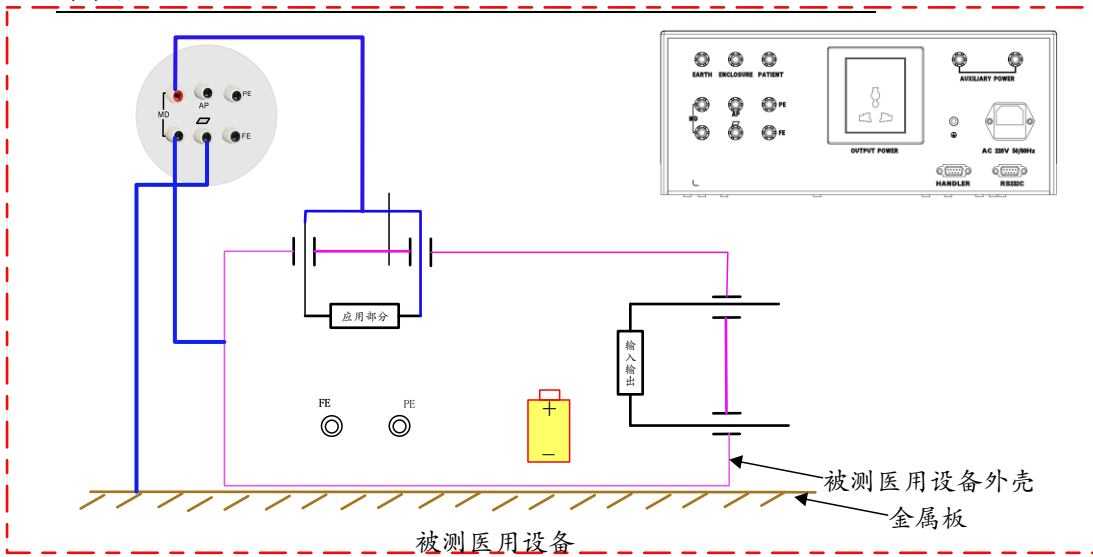 MD
AP
PE
FE
EARTH ENCLOSURE PATIENT
AUXILIARY POWER
MD
AP
PE
FE
OUTPUT POWER
AC 220V 50/60Hz
HANDLER
RS232C
应用部分
输入输出
FE
PE
+
−
被测医用设备外壳
金属板
被测医用设备